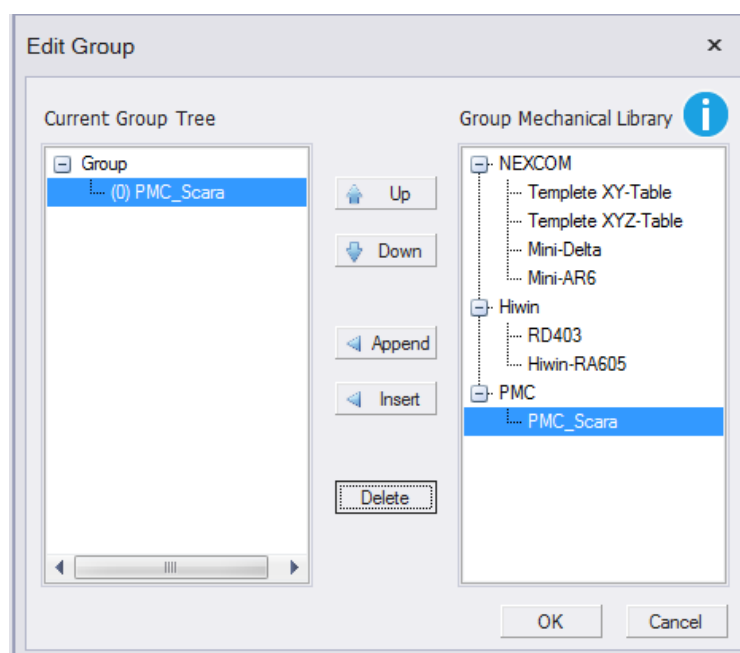 Edit Group
Current Group Tree
Group
(0) PMC_Scara
Up
Down
Append
Insert
Delete
Group Mechanical Library
NEXCOM
Templete XY-Table
Templete XYZ-Table
Mini-Delta
Mini-AR6
Hiwin
RD403
Hiwin-RA605
PMC
PMC_Scara
OK
Cancel